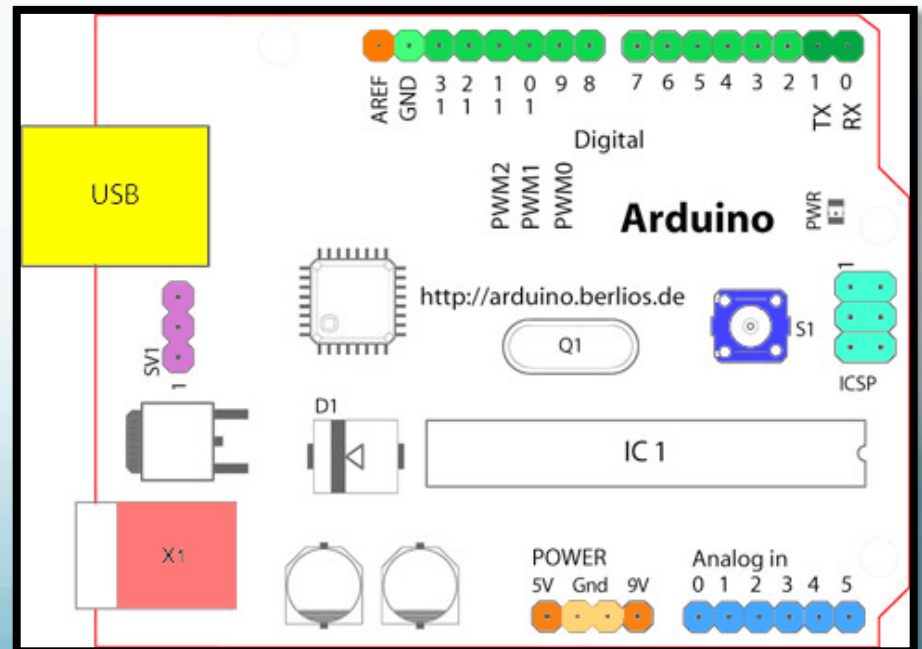 AREF GND 13 12 11 10 9 8 7 6 5 4 3 2 1 0
TX RX
Digital
PWM2 PWM1 PWM0
USB
Arduino
PWR
1
http://arduino.berlios.de
S1
Q1
SV1
1
ICSP
D1
IC 1
X1
POWER
5V Gnd 9V
Analog in
0 1 2 3 4 5